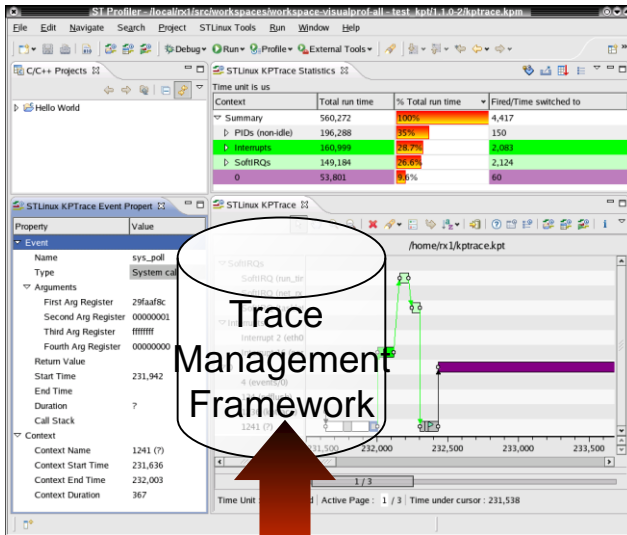 ST Profiler - /local/rx1/src/workspaces/workspace-visualprof-all - test_kpt/1.1.0-2/kptrace.kpm
File Edit Navigate Search Project STLinux Tools Run Window Help
Debug Run Profile External Tools
C/C++ Projects
Hello World
STLinux KPTrace Statistics
Time unit is us
Context Total run time % Total run time Fired/Time switched to
Summary 560,272 100% 4,417
PIDs (non-idle) 196,288 35% 150
Interrupts 160,999 28.7% 2,083
SoftIRQs 149,184 26.6% 2,124
0 53,801 9.6% 60
STLinux KPTrace Event Propert
Property Value
Event
Name sys_poll
Type System cal
Arguments
First Arg Register 29faaf8c
Second Arg Register 00000001
Third Arg Register ffffffff
Fourth Arg Register 00000000
Return Value
Start Time 231,942
End Time
Duration ?
Call Stack
Context
Context Name 1241 (?)
Context Start Time 231,636
Context End Time 232,003
Context Duration 367
STLinux KPTrace
/home/rx1/kptrace.kpt
SoftIRQs
SoftIRQ (run_tim
SoftIRQ (net_rx
Interrupt 2 (eth0
4 (events/0)
1241 (?)
Trace
Management
Framework
P
231,500 232,000 232,500 233,000 233,500
1 / 3
Time Unit : d Active Page : 1 / 3 Time under cursor : 231,538